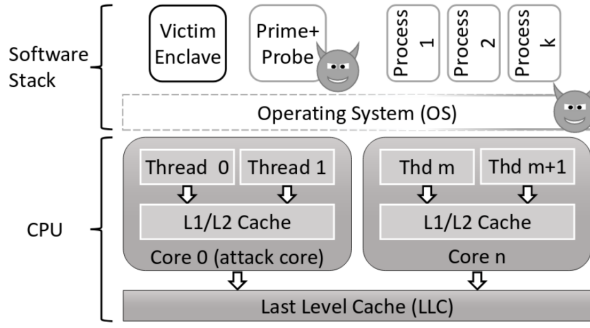 Software
Stack
Victim
Enclave
Prime+
Probe
Process
1
Process
2
Process
k
Operating System (OS)
CPU
Thread 0
Thread 1
L1/L2 Cache
Core 0 (attack core)
Thd m
Thd m+1
L1/L2 Cache
Core n
Last Level Cache (LLC)